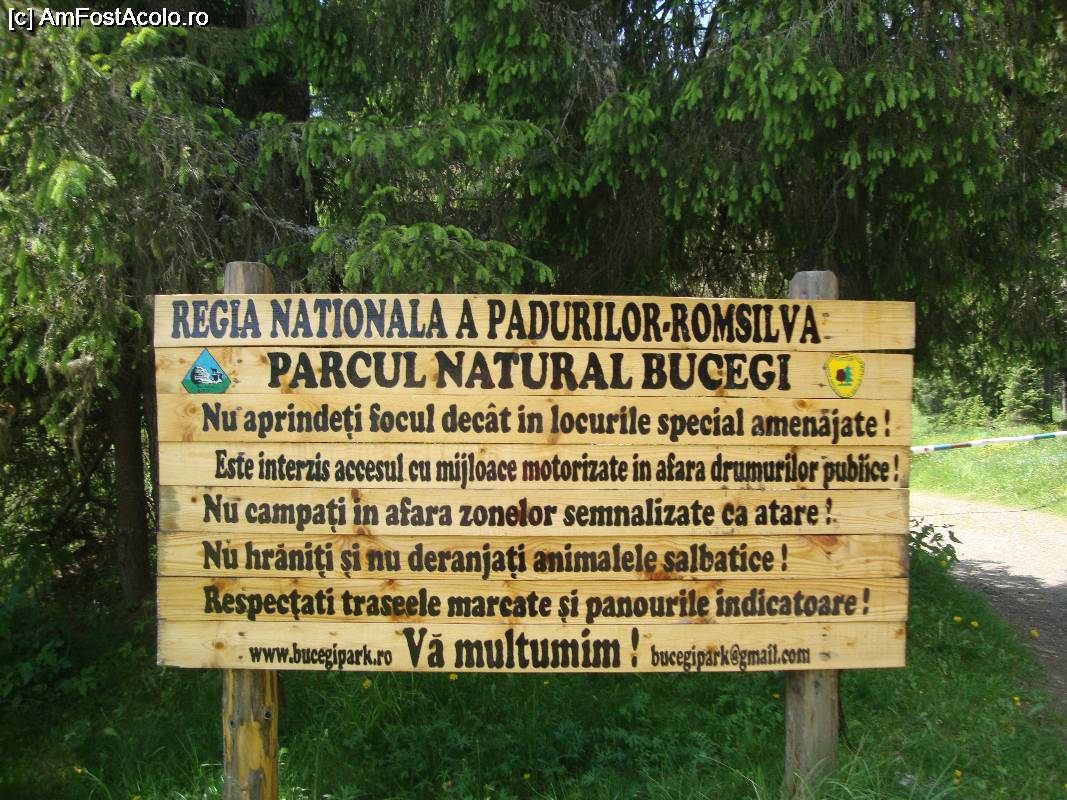 [c] AmFostAcolo.ro
REGIA NATIONALA A PADURILOR-ROMSILVA
PARCUL NATURAL BUCEGI
Nu aprindeți focul decât in locurile special amenăjate !
Este interzis accesul cu mijloace motorizate in afara drumurilor publice !
Nu campați in afara zonelor semnalizate ca atare !
Nu hrăniți și nu deranjați animalele salbatice !
Respectați traseele marcate și panourile indicatoare !
www.bucegipark.ro Vă multumim ! bucegipark@gmail.com